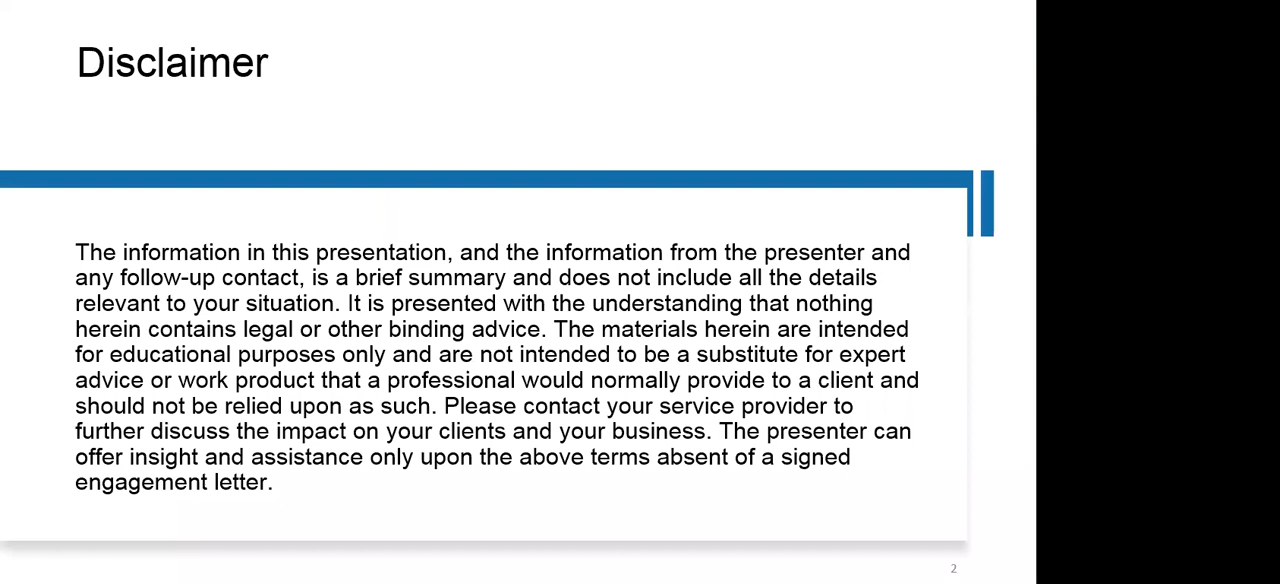 Disclaimer
The information in this presentation, and the information from the presenter and
any follow-up contact, is a brief summary and does not include all the details
relevant to your situation. It is presented with the understanding that nothing
herein contains legal or other binding advice. The materials herein are intended
for educational purposes only and are not intended to be a substitute for expert
advice or work product that a professional would normally provide to a client and
should not be relied upon as such. Please contact your service provider to
further discuss the impact on your clients and your business. The presenter can
offer insight and assistance only upon the above terms absent of a signed
engagement letter.
2